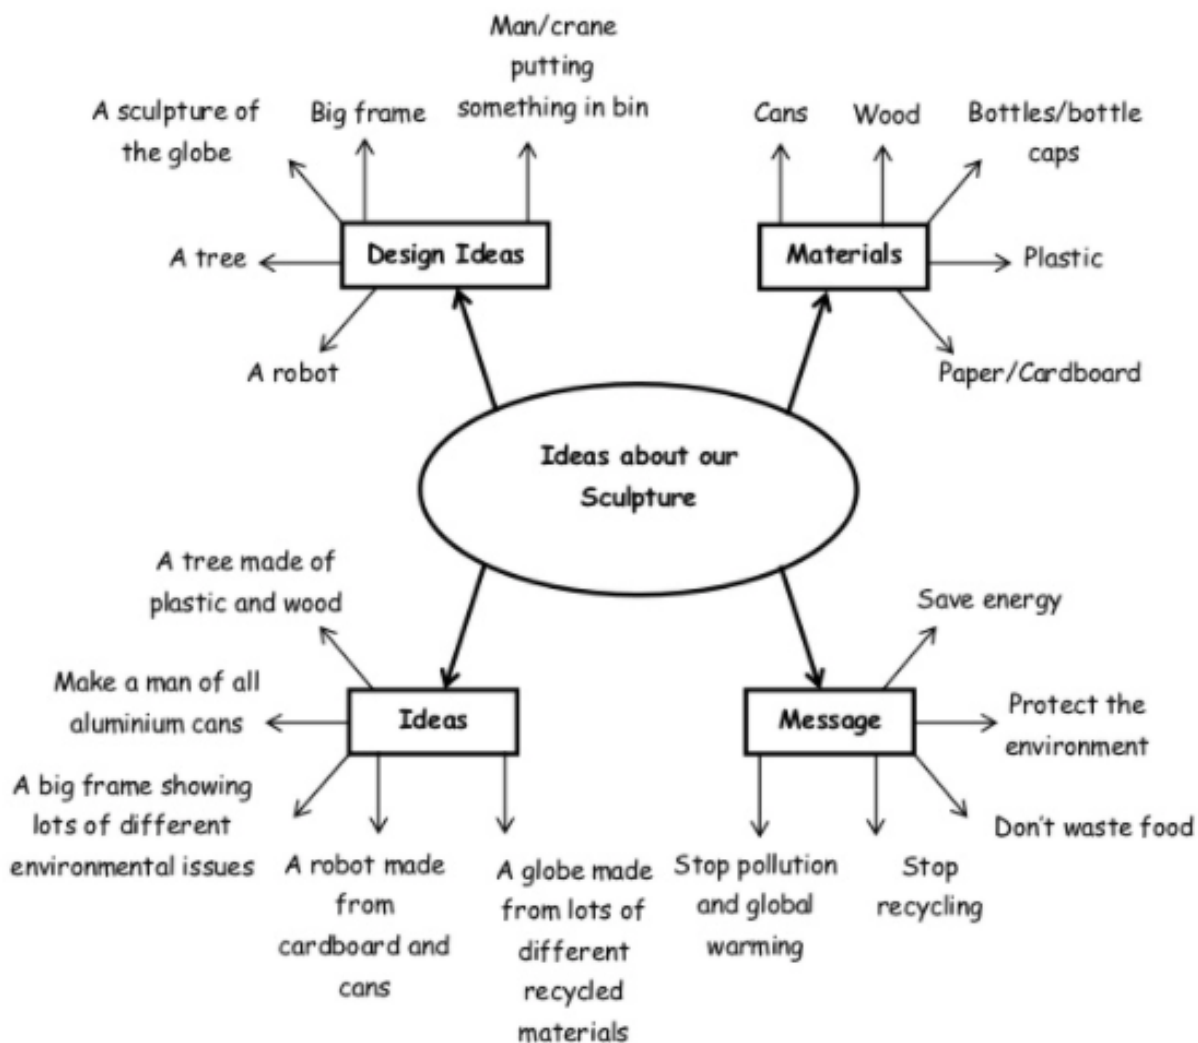 Man/crane
putting
something in bin
A sculpture of
the globe
Big frame
A tree
A robot
Design Ideas
Cans
Wood
Bottles/bottle
caps
Plastic
Paper/Cardboard
Materials
Ideas about our
Sculpture
A tree made of
plastic and wood
Make a man of all
aluminium cans
A big frame showing
lots of different
environmental issues
A robot made
from
cardboard and
cans
A globe made
from lots of
different
recycled
materials
Ideas
Save energy
Protect the
environment
Don't waste food
Stop
recycling
Stop pollution
and global
warming
Message